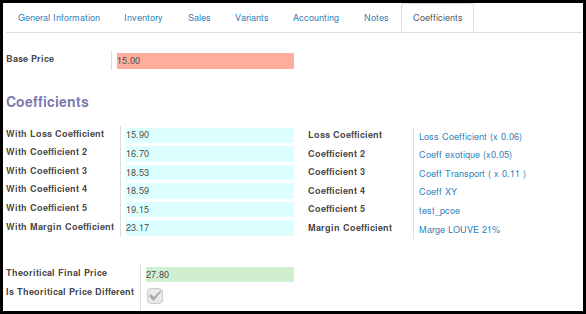 General Information Inventory Sales Variants Accounting Notes Coefficients
Base Price 15.00
Coefficients
With Loss Coefficient 15.90 Loss Coefficient Loss Coefficient (x 0.06)
With Coefficient 2 16.70 Coefficient 2 Coeff exotique (x0.05)
With Coefficient 3 18.53 Coefficient 3 Coeff Transport ( x 0.11 )
With Coefficient 4 18.59 Coefficient 4 Coeff XY
With Coefficient 5 19.15 Coefficient 5 test_pcoe
With Margin Coefficient 23.17 Margin Coefficient Marge LOUVE 21%
Theoritical Final Price 27.80
Is Theoritical Price Different